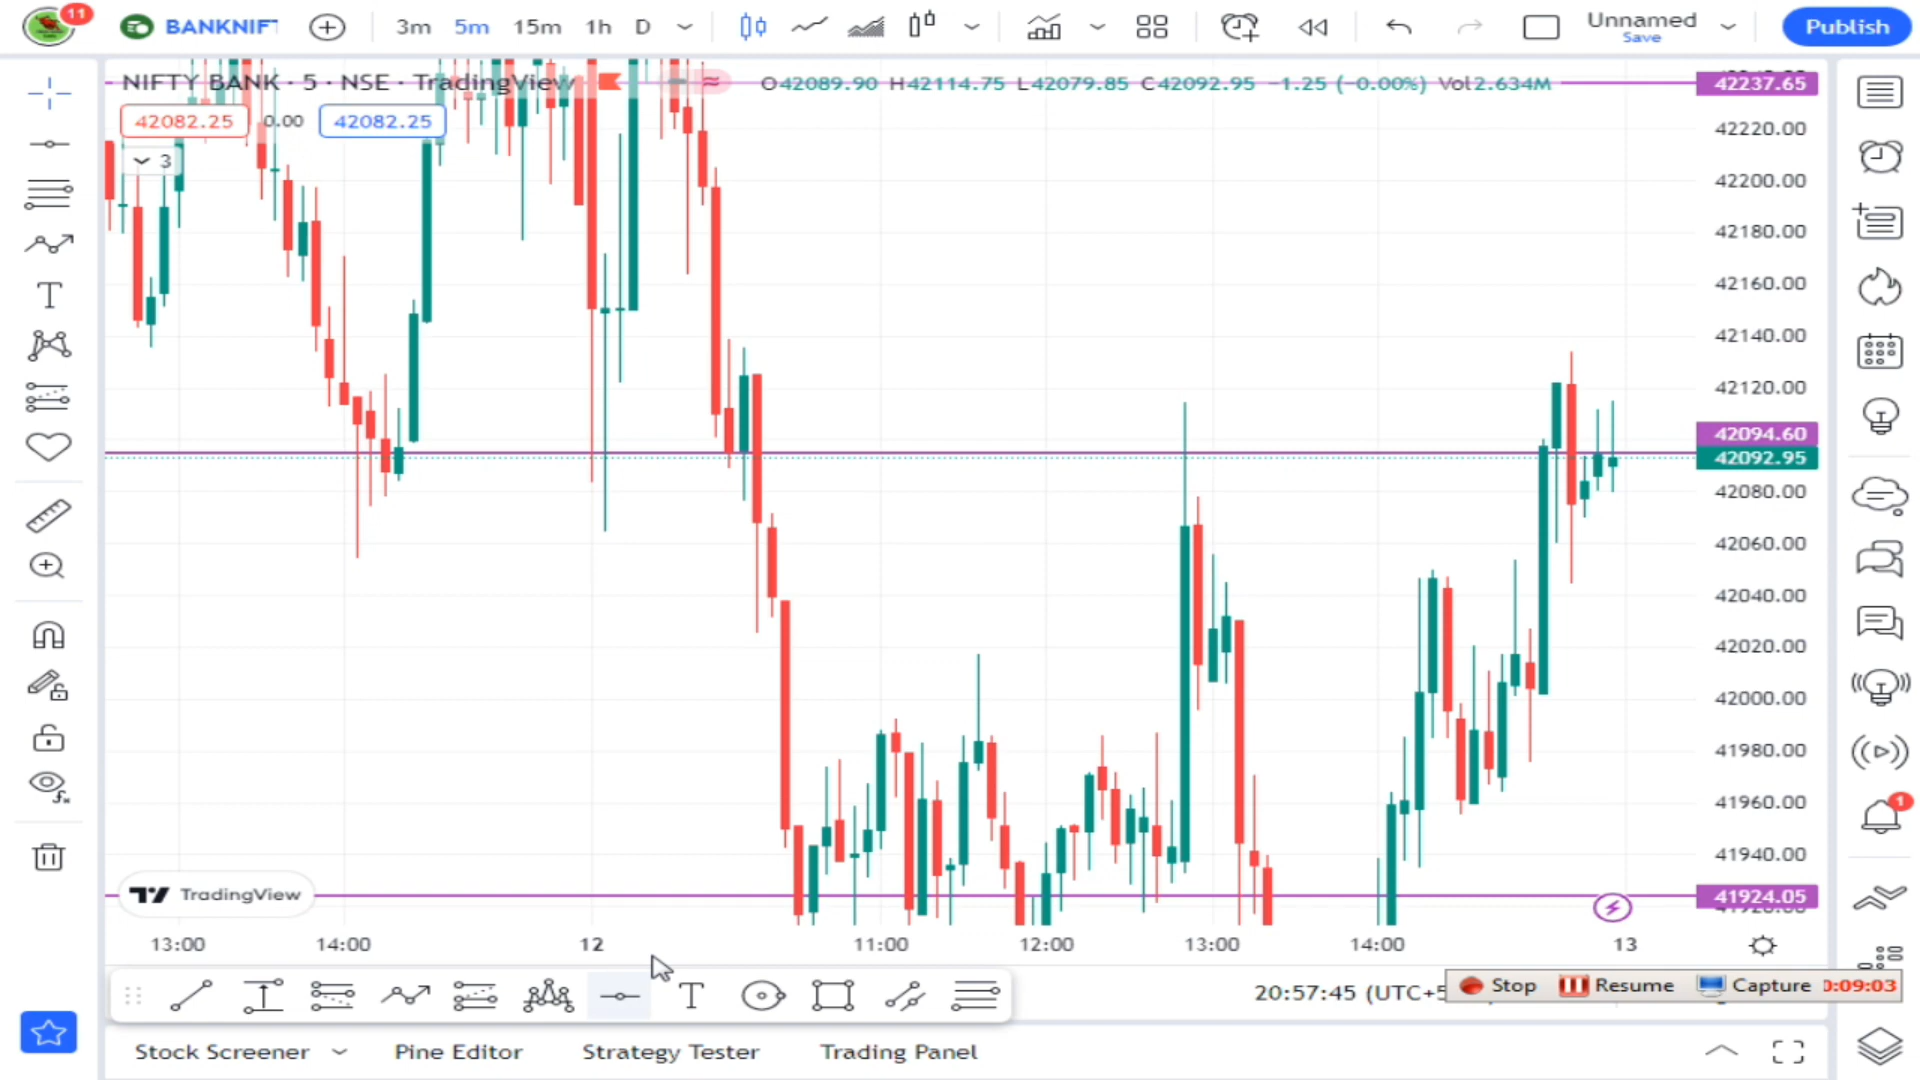 11
BANKNIF
3m 5m 15m 1h D
Unnamed
Save
Publish
NIFTY BANK · 5 · NSE · TradingView
O42089.90 H42114.75 L42079.85 C42092.95 −1.25 (−0.00%) Vol2.634M
42082.25 0.00 42082.25
3
42237.65
42220.00
42200.00
42180.00
42160.00
42140.00
42120.00
42094.60
42092.95
42080.00
42060.00
42040.00
42020.00
42000.00
41980.00
41960.00
41940.00
41924.05
1
TradingView
13:00 14:00 12 11:00 12:00 13:00 14:00 13
20:57:45 (UTC+5
Stop Resume Capture 0:09:03
Stock Screener Pine Editor Strategy Tester Trading Panel